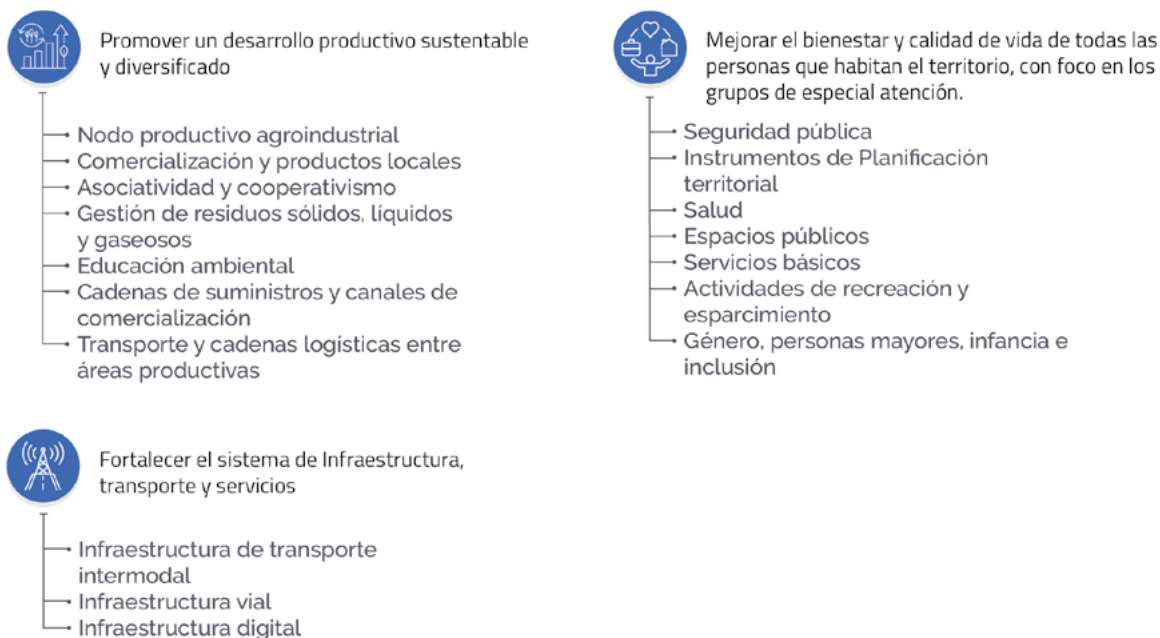 Promover un desarrollo productivo sustentable
y diversificado
Nodo productivo agroindustrial
Comercialización y productos locales
Asociatividad y cooperativismo
Gestión de residuos sólidos, líquidos
y gaseosos
Educación ambiental
Cadenas de suministros y canales de
comercialización
Transporte y cadenas logísticas entre
áreas productivas
Mejorar el bienestar y calidad de vida de todas las
personas que habitan el territorio, con foco en los
grupos de especial atención.
Seguridad pública
Instrumentos de Planificación
territorial
Salud
Espacios públicos
Servicios básicos
Actividades de recreación y
esparcimiento
Género, personas mayores, infancia e
inclusión
Fortalecer el sistema de Infraestructura,
transporte y servicios
Infraestructura de transporte
intermodal
Infraestructura vial
Infraestructura digital